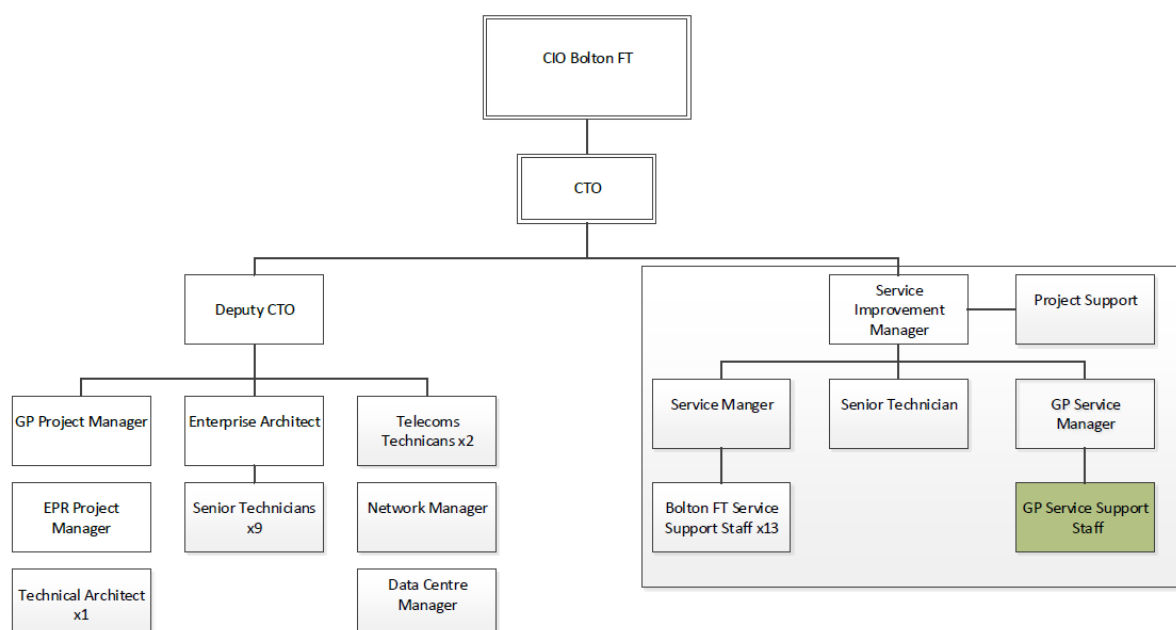 CIO Bolton FT
CTO
Deputy CTO
Service
Improvement
Manager
Project Support
GP Project Manager
Enterprise Architect
Telecoms
Technicans x2
Service Manger
Senior Technician
GP Service
Manager
EPR Project
Manager
Senior Technicians
x9
Network Manager
Bolton FT Service
Support Staff x13
GP Service Support
Staff
Technical Architect
x1
Data Centre
Manager